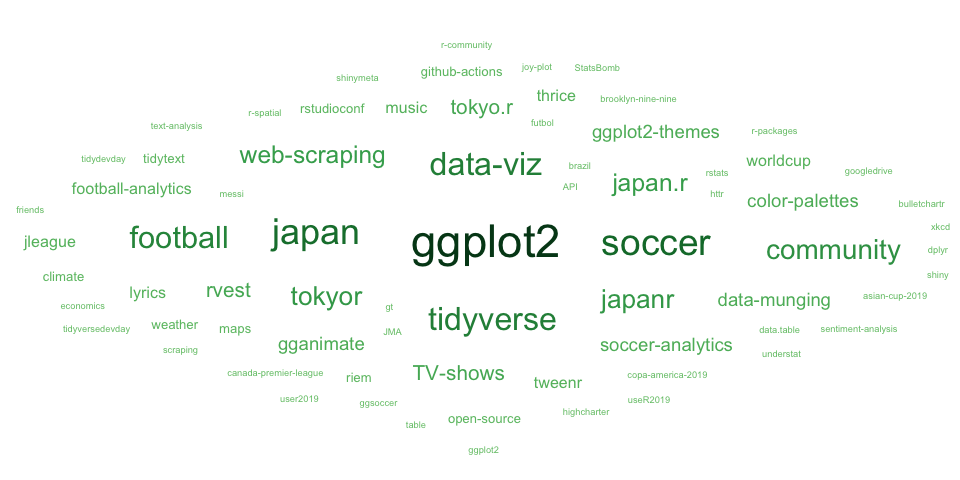 r-community
github-actions
joy-plot
StatsBomb
shinymeta
thrice
brooklyn-nine-nine
r-spatial
rstudioconf
music
tokyo.r
futbol
text-analysis
ggplot2-themes
r-packages
tidydevday
tidytext
web-scraping
data-viz
brazil
worldcup
rstats
googledrive
football-analytics
messi
API
japan.r
httr
color-palettes
bulletchartr
friends
jleague
football
japan
ggplot2
soccer
community
xkcd
dplyr
climate
shiny
lyrics
rvest
tokyor
gt
japanr
data-munging
asian-cup-2019
economics
tidyversedevday
weather
maps
JMA
tidyverse
data.table
sentiment-analysis
scraping
gganimate
soccer-analytics
understat
canada-premier-league
riem
TV-shows
tweenr
copa-america-2019
user2019
ggsoccer
useR2019
table
open-source
highcharter
ggplot2